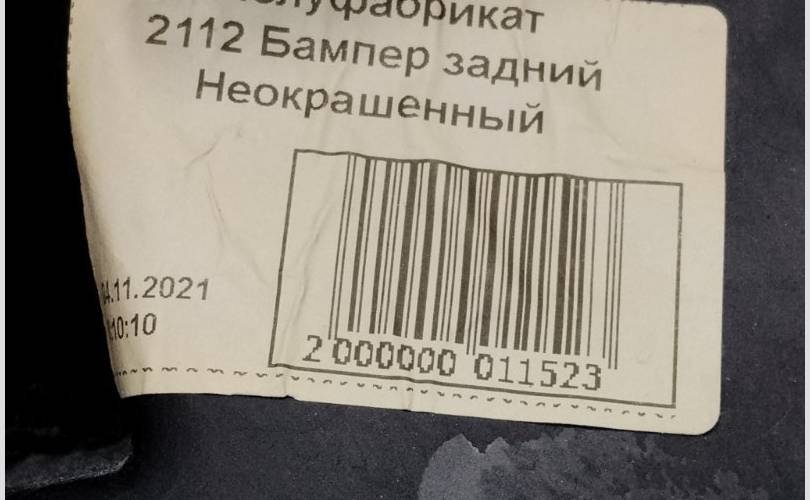 2112 Бампер задний
Неокрашенный
.11.2021
10:10
2 000000 011523